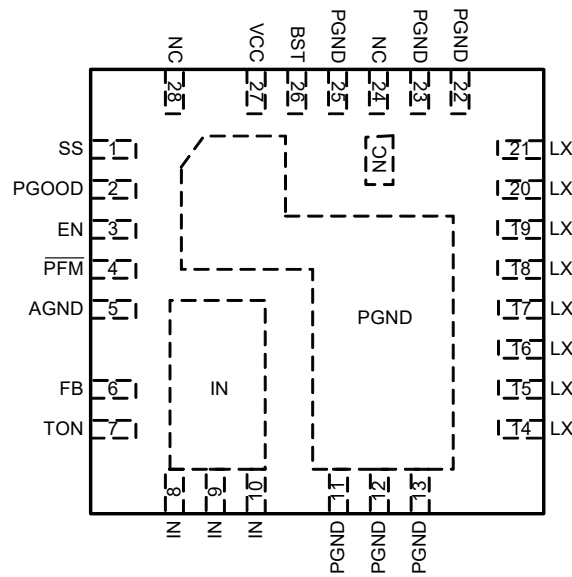 NC VCC BST PGND NC PGND PGND
28 27 26 25 24 23 22
SS 1
PGOOD 2
EN 3
PFM 4
AGND 5
FB 6
TON 7
NC
PGND
IN
21 LX
20 LX
19 LX
18 LX
17 LX
16 LX
15 LX
14 LX
8 9 10 11 12 13
IN IN IN PGND PGND PGND